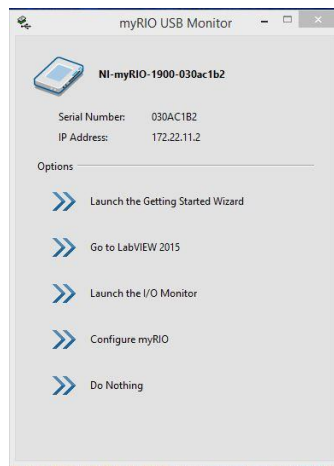 myRIO USB Monitor
NI-myRIO-1900-030ac1b2
Serial Number: 030AC1B2
IP Address: 172.22.11.2
Options
Launch the Getting Started Wizard
Go to LabVIEW 2015
Launch the I/O Monitor
Configure myRIO
Do Nothing